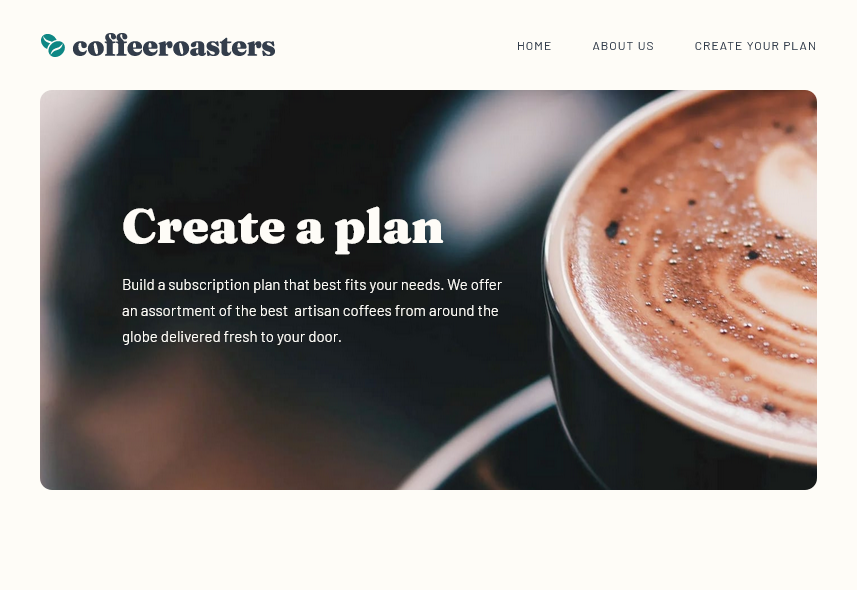 coffeeroasters
HOME
ABOUT US
CREATE YOUR PLAN
Create a plan
Build a subscription plan that best fits your needs. We offer
an assortment of the best  artisan coffees from around the
globe delivered fresh to your door.